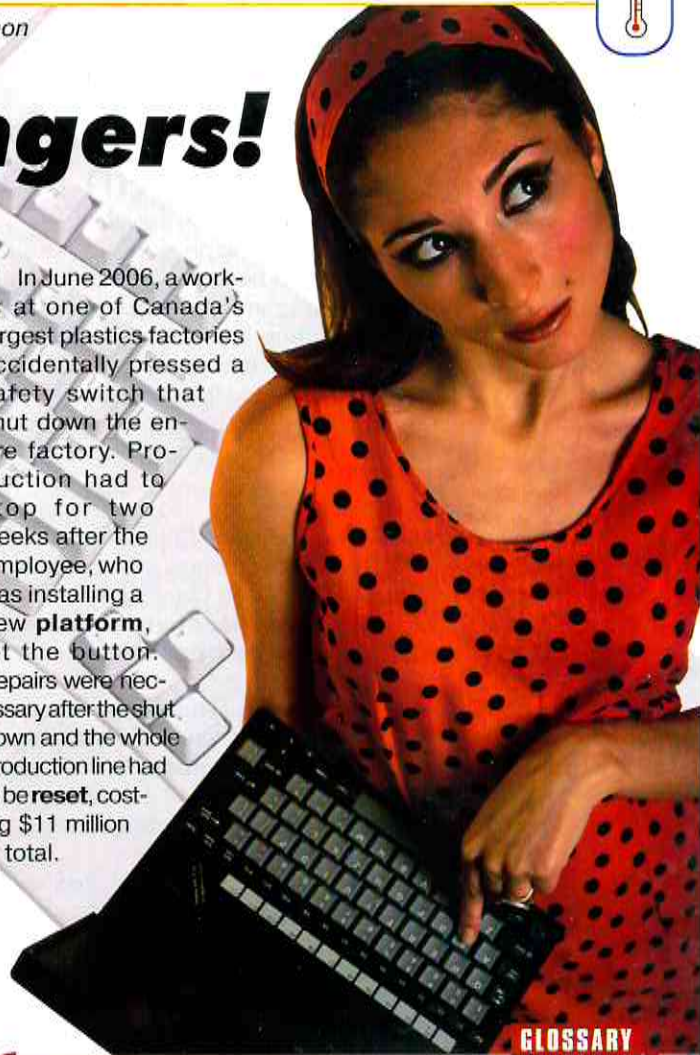 on
ngers!
In June 2006, a work-
at one of Canada's
rgest plastics factories
ccidentally pressed a
afety switch that
hut down the en-
re factory. Pro-
uction had to
top for two
eeks after the
mployee, who
as installing a
ew platform,
t the button.
epairs were nec-
ssary after the shut
own and the whole
roduction line had
be reset, cost-
g $11 million
total.
GLOSSARY